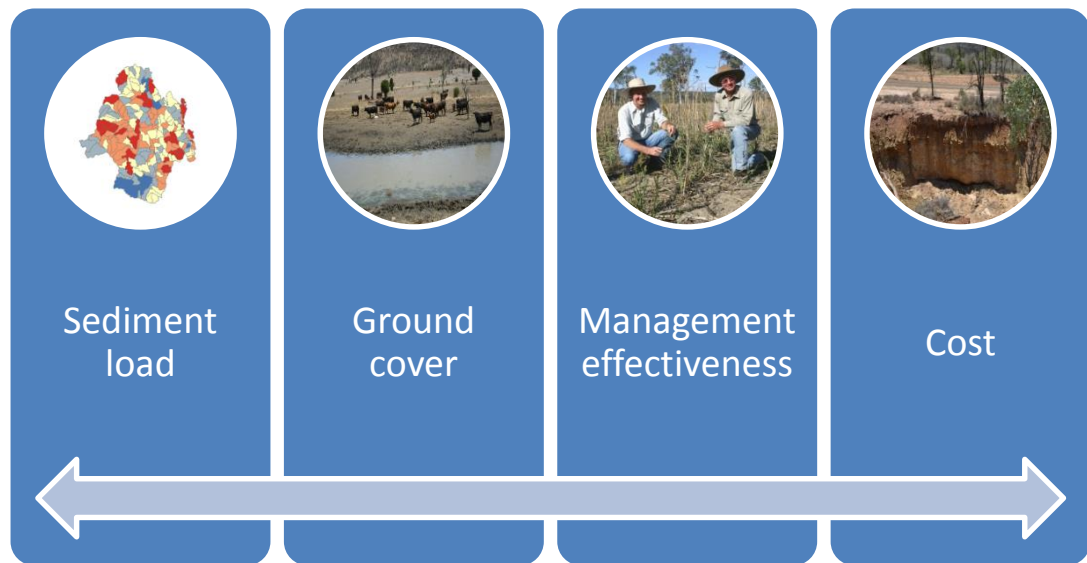 Sediment
load
Ground
cover
Management
effectiveness
Cost